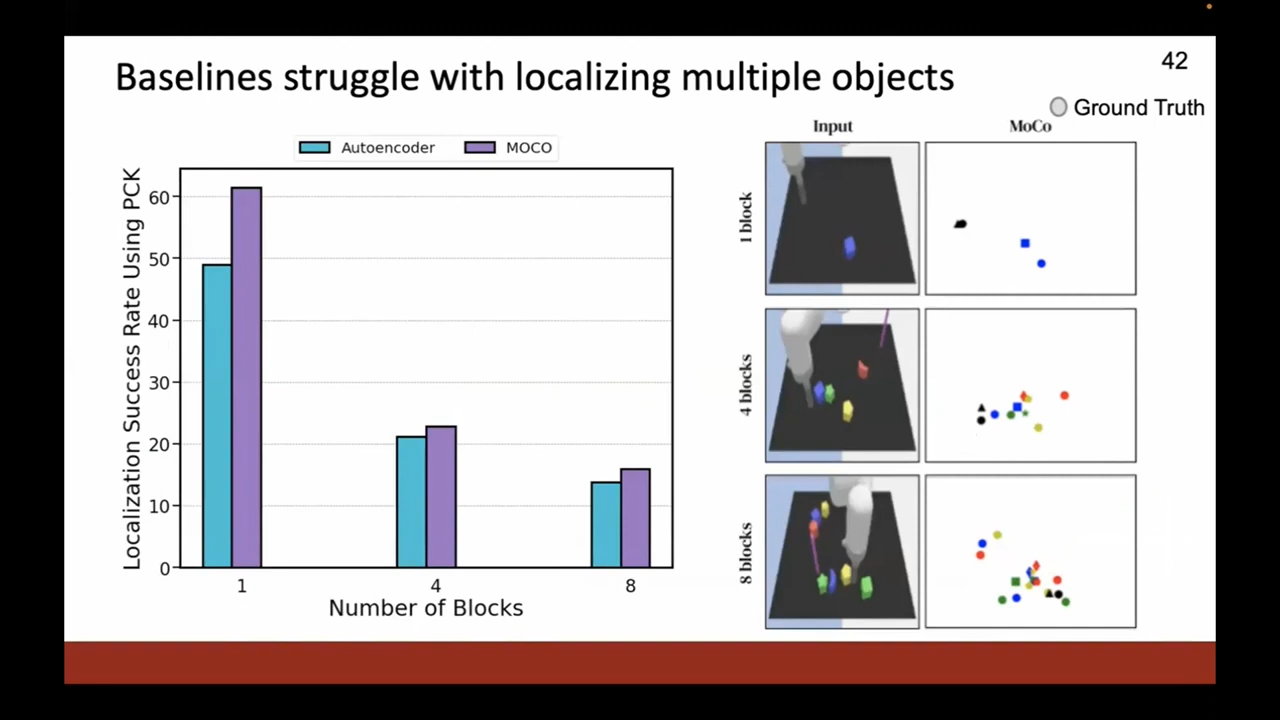 Baselines struggle with localizing multiple objects
42
Ground Truth
Autoencoder
MOCO
Localization Success Rate Using PCK
60
50
40
30
20
10
0
1
4
8
Number of Blocks
Input
MoCo
1 block
4 blocks
8 blocks